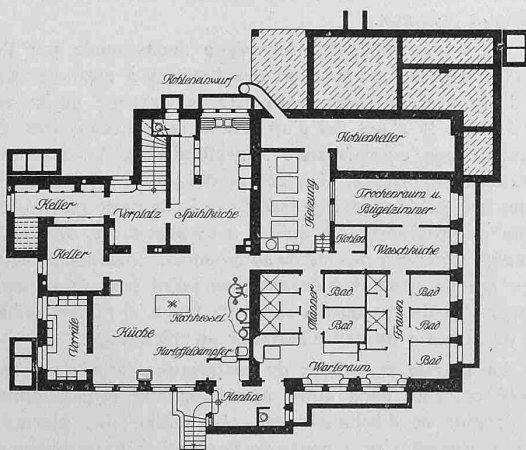 Kohleneinwurf
Kohlenkeller
Keller
Vorplatz
Spühlküche
Heizung
Trockenraum u.
Bügelzimmer
Kohlen
Waschküche
Keller
Vorräte
Küche
Kochkessel
Kartoffeldämpfer
Männer
Bad
Bad
Frauen
Bad
Bad
Bad
Warteraum
Kantine